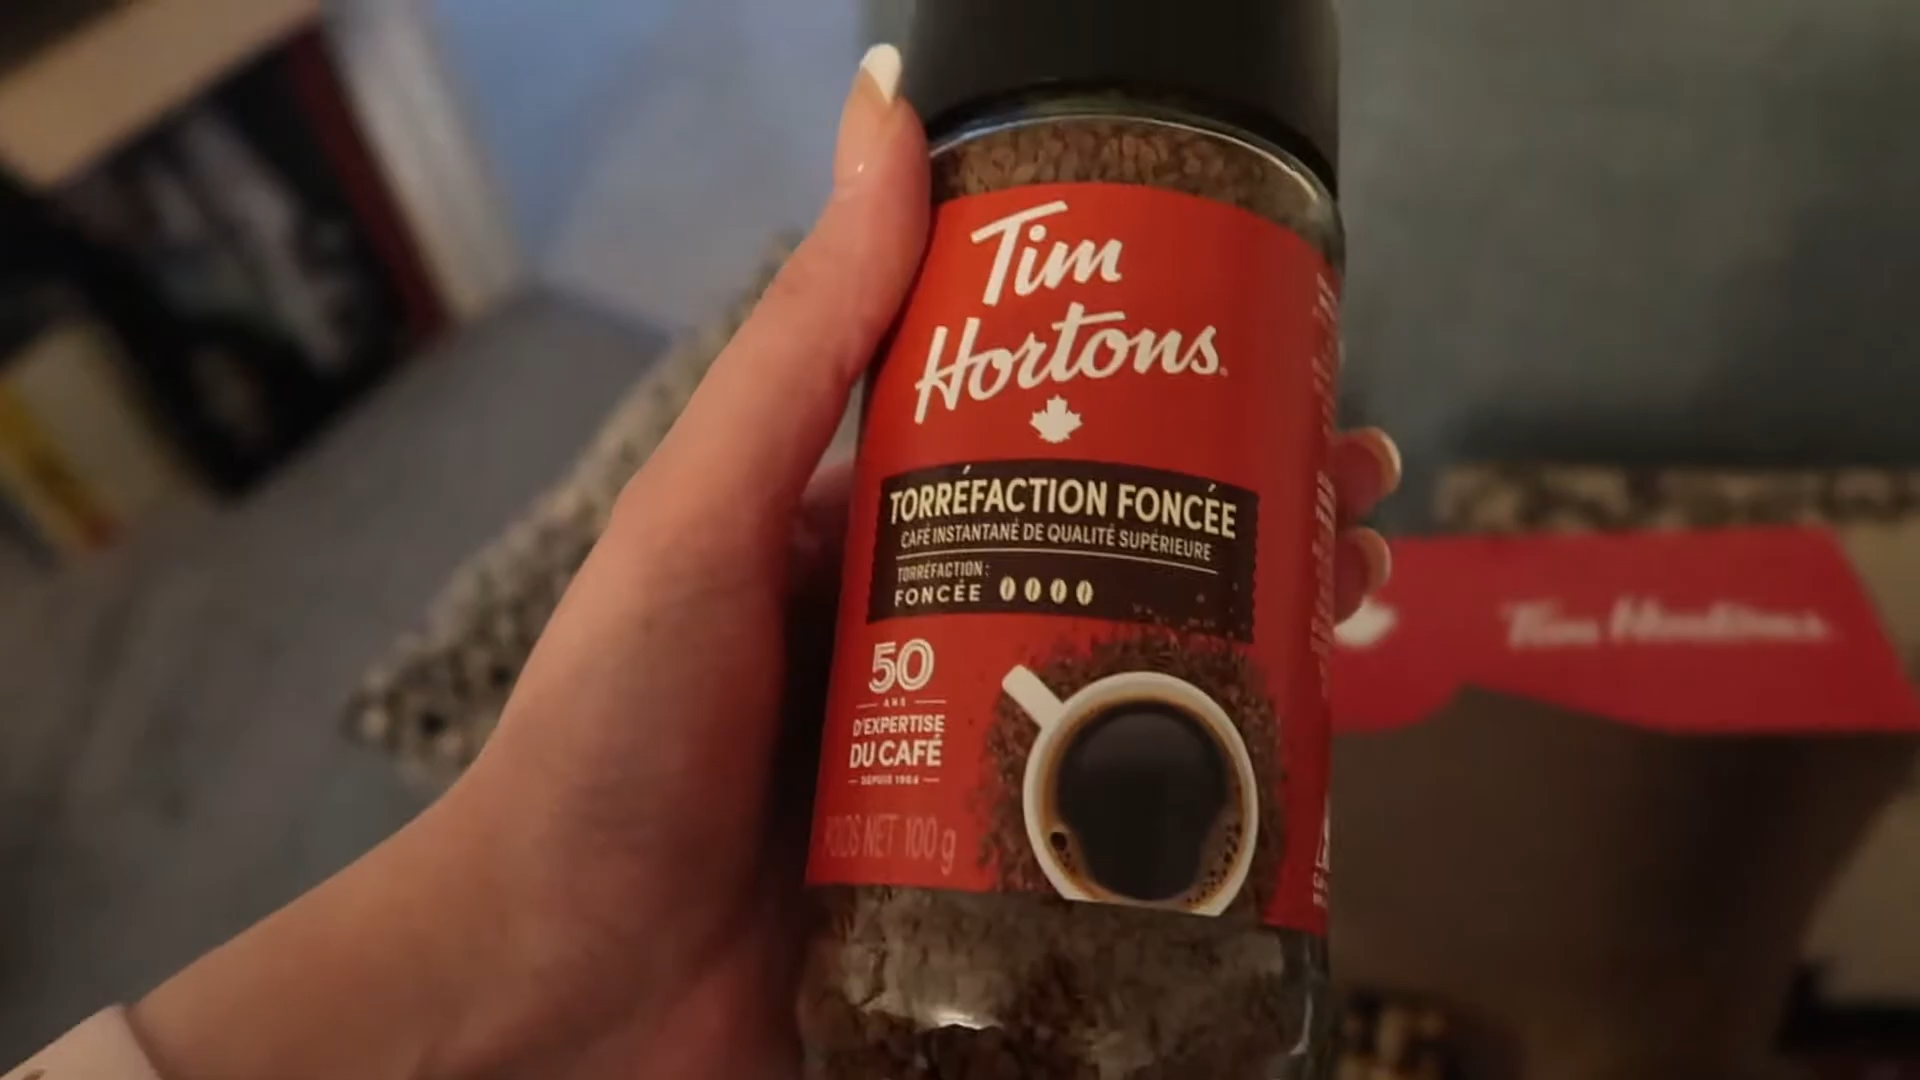 Tim
Hortons.
TORRÉFACTION FONCÉE
CAFÉ INSTANTANÉ DE QUALITÉ SUPÉRIEURE
TORRÉFACTION:
FONCÉE
50
ANS
D'EXPERTISE
DU CAFÉ
DEPUIS 1964
POIDS NET 100 g
Tim Hortons